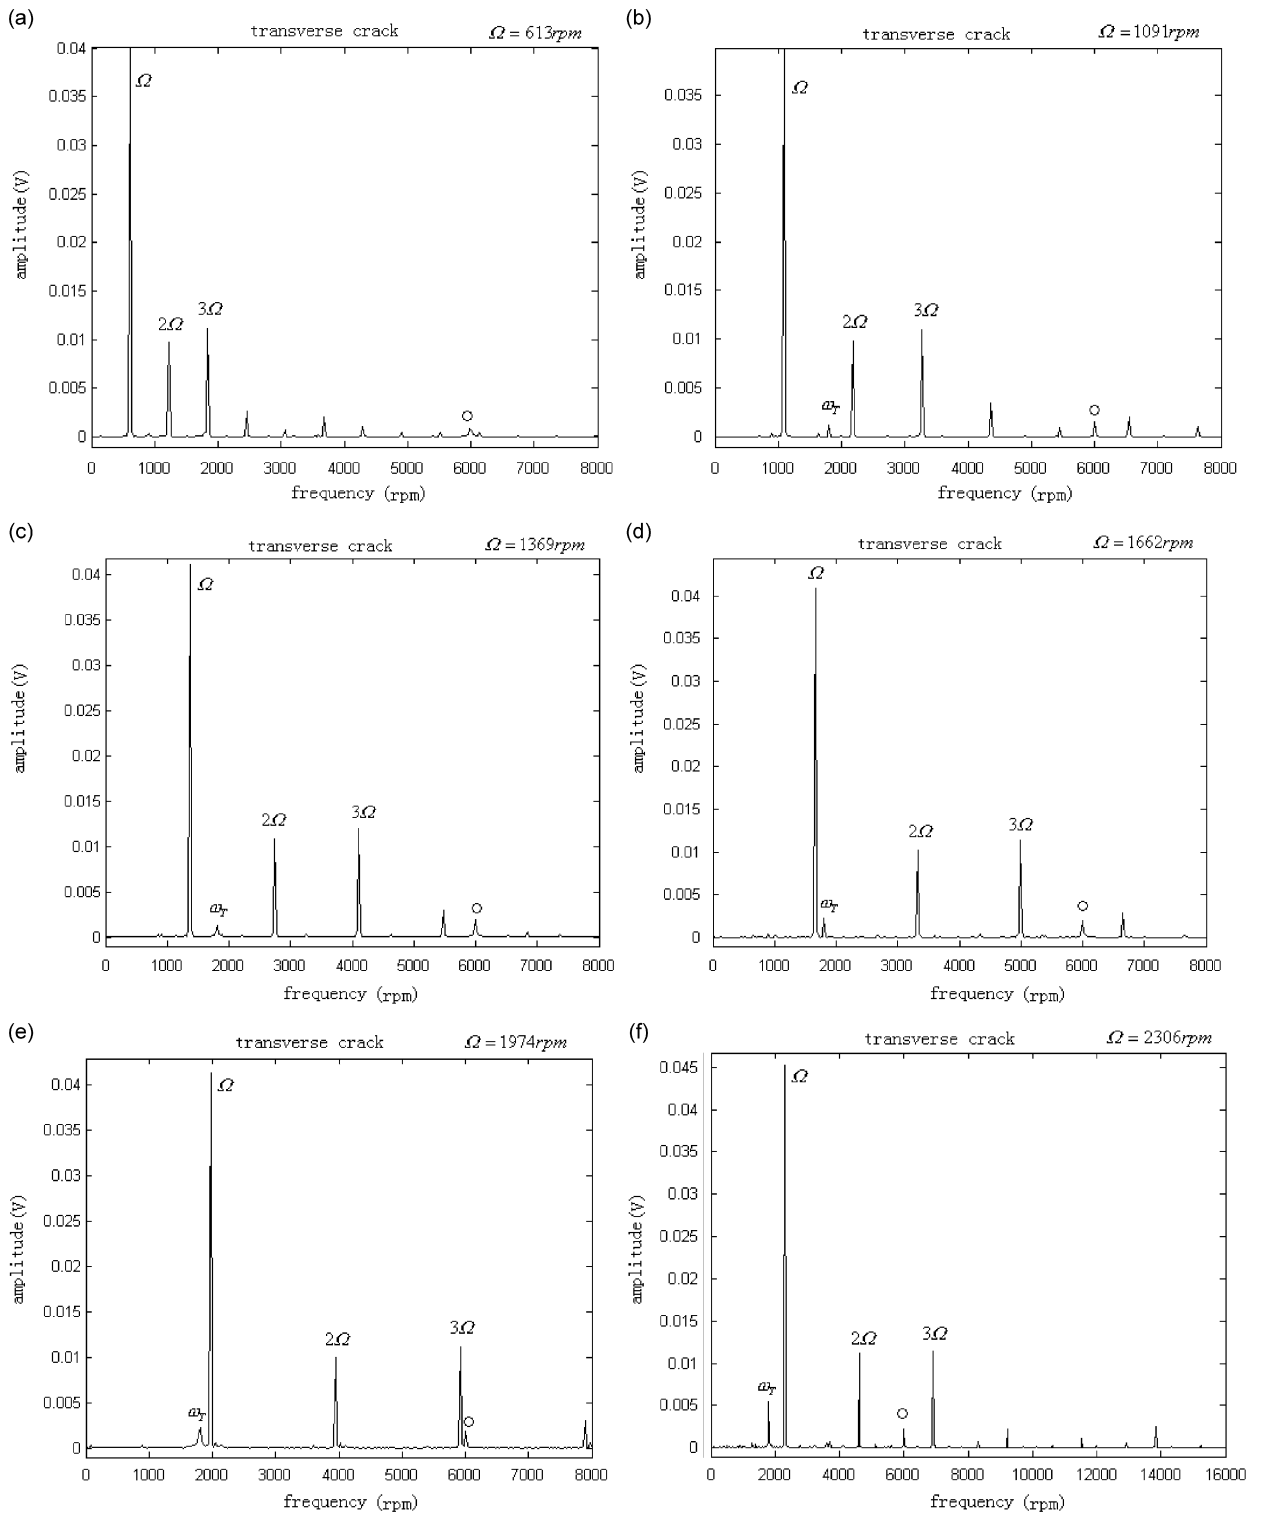 (a)
transverse crack
Ω = 613rpm
0.04
0.035
0.03
0.025
0.02
0.015
0.01
0.005
0
amplitude(V)
Ω
2Ω
3Ω
0 1000 2000 3000 4000 5000 6000 7000 8000
frequency (rpm)
(b)
transverse crack
Ω = 1091rpm
0.035
0.03
0.025
0.02
0.015
0.01
0.005
0
amplitude(V)
Ω
ω_T
2Ω
3Ω
0 1000 2000 3000 4000 5000 6000 7000 8000
frequency (rpm)
(c)
transverse crack
Ω = 1369rpm
0.04
0.035
0.03
0.025
0.02
0.015
0.01
0.005
0
amplitude(V)
Ω
ω_T
2Ω
3Ω
0 1000 2000 3000 4000 5000 6000 7000 8000
frequency (rpm)
(d)
transverse crack
Ω = 1662rpm
0.04
0.035
0.03
0.025
0.02
0.015
0.01
0.005
0
amplitude(V)
Ω
ω_T
2Ω
3Ω
0 1000 2000 3000 4000 5000 6000 7000 8000
frequency (rpm)
(e)
transverse crack
Ω = 1974rpm
0.04
0.035
0.03
0.025
0.02
0.015
0.01
0.005
0
amplitude(V)
ω_T
Ω
2Ω
3Ω
0 1000 2000 3000 4000 5000 6000 7000 8000
frequency (rpm)
(f)
transverse crack
Ω = 2306rpm
0.045
0.04
0.035
0.03
0.025
0.02
0.015
0.01
0.005
0
amplitude(V)
ω_T
Ω
2Ω
3Ω
0 2000 4000 6000 8000 10000 12000 14000 16000
frequency (rpm)